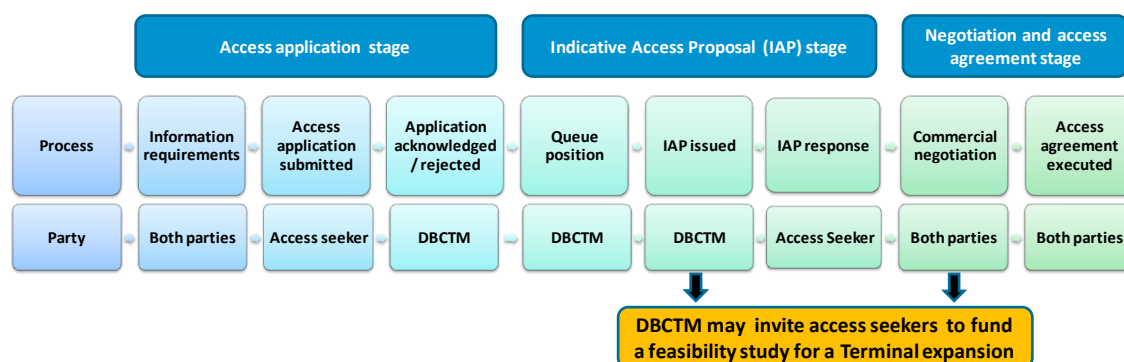 Access application stage
Indicative Access Proposal (IAP) stage
Negotiation and access
agreement stage
Process
Information
requirements
Access
application
submitted
Application
acknowledged
/ rejected
Queue
position
IAP issued
IAP response
Commercial
negotiation
Access
agreement
executed
Party
Both parties
Access seeker
DBCTM
DBCTM
DBCTM
Access Seeker
Both parties
Both parties
DBCTM may invite access seekers to fund
a feasibility study for a Terminal expansion